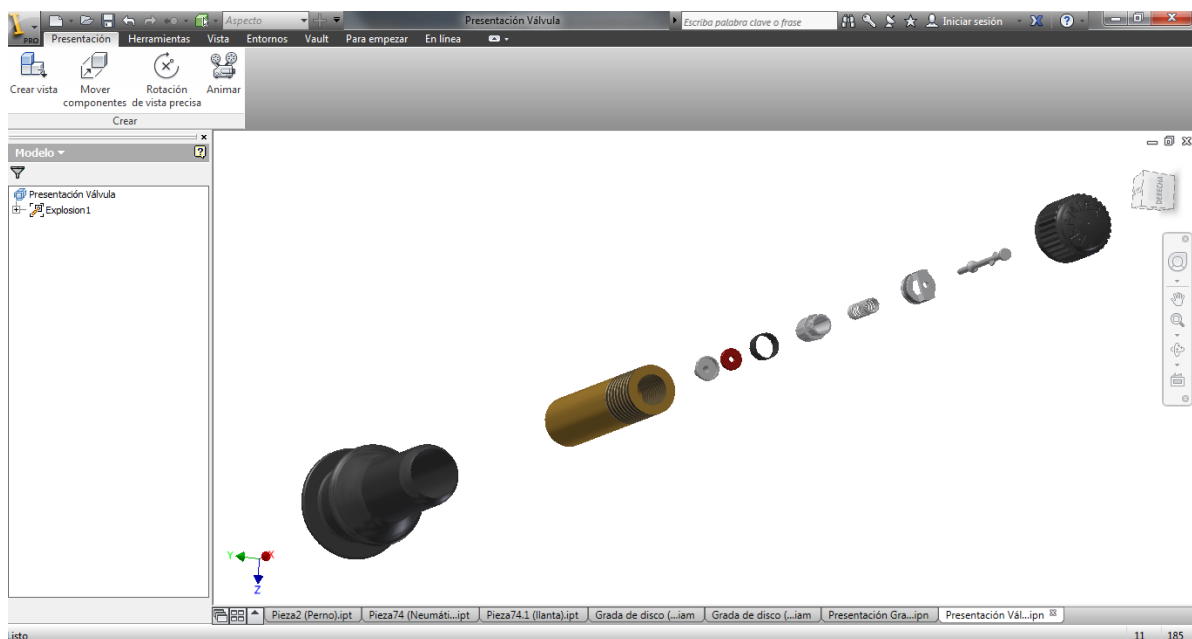 PRO
Aspecto
Presentación Válvula
Escriba palabra clave o frase
Iniciar sesión
Presentación Herramientas Vista Entornos Vault Para empezar En línea
Crear vista
Mover componentes
Rotación de vista precisa
Animar
Crear
Modelo
Presentación Válvula
Explosion1
DERECHA
Y X
Z
Pieza2 (Perno).ipt
Pieza74 (Neumáti...ipt
Pieza74.1 (llanta).ipt
Grada de disco (...iam
Grada de disco (...iam
Presentación Gra...ipn
Presentación Vál...ipn
isto
11 185